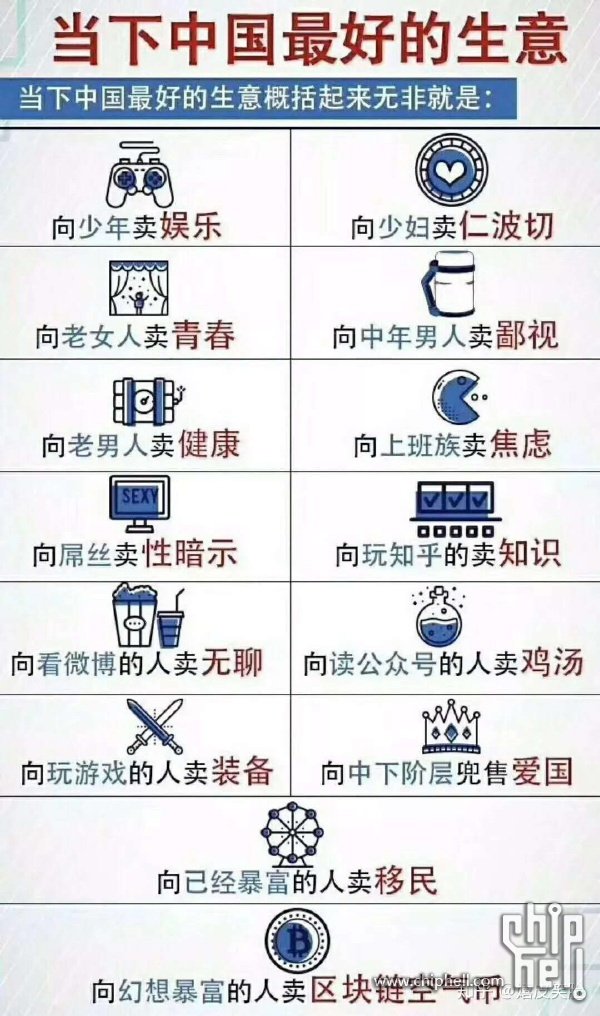 当下中国最好的生意
当下中国最好的生意概括起来无非就是：
向少年卖娱乐
向少妇卖仁波切
向老女人卖青春
向中年男人卖鄙视
向老男人卖健康
向上班族卖焦虑
SEXY
向屌丝卖性暗示
向玩知乎的卖知识
向看微博的人卖无聊
向读公众号的人卖鸡汤
向玩游戏的人卖装备
向中下阶层兜售爱国
向已经暴富的人卖移民
向幻想暴富的人卖区块链空气币
chip
hell
www.chiphell.com
知乎